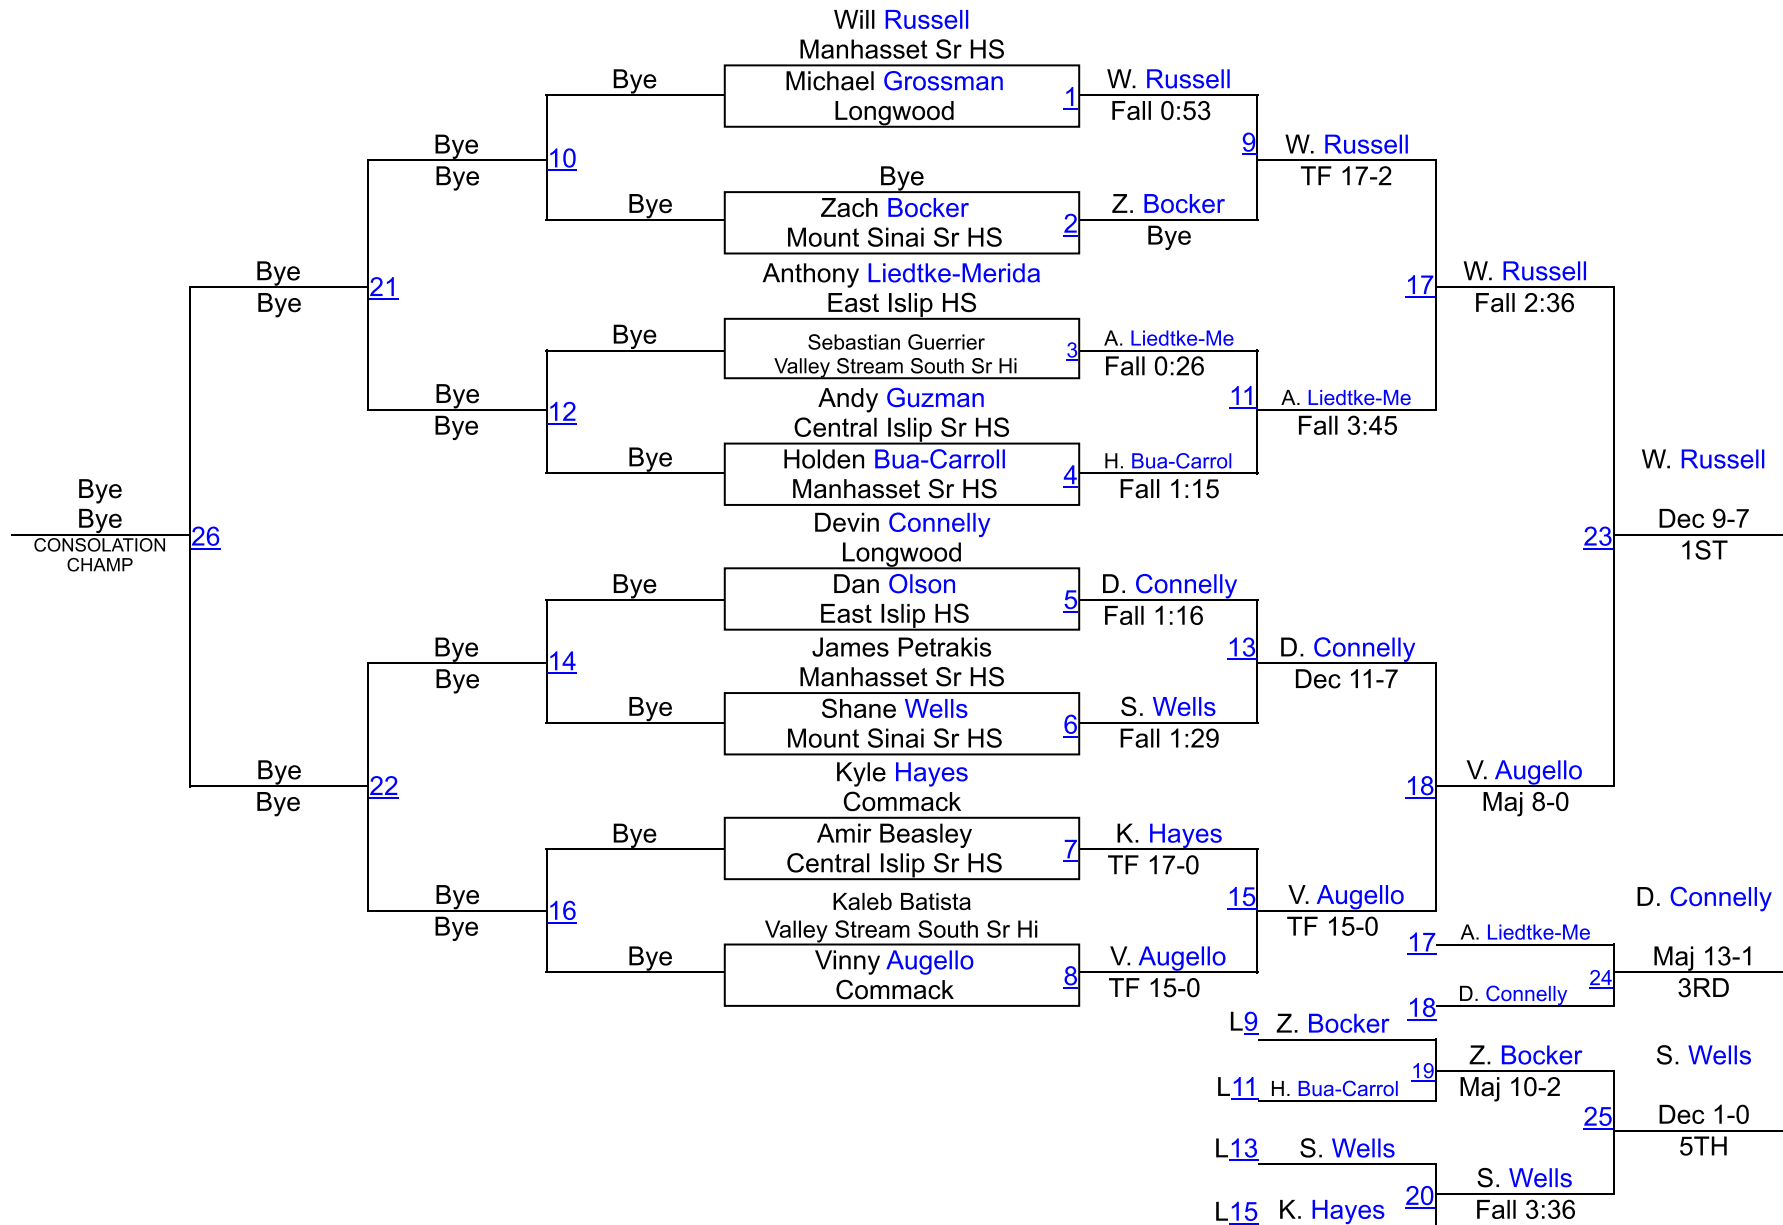 Will Russell
Manhasset Sr HS
Bye
Michael Grossman
1
W. Russell
Longwood
Fall 0:53
Bye
10
9
W. Russell
Bye
Bye
TF 17-2
Bye
Zach Bocker
2
Z. Bocker
Mount Sinai Sr HS
Bye
Bye
21
Anthony Liedtke-Merida
17
W. Russell
Bye
East Islip HS
Fall 2:36
Bye
Sebastian Guerrier
3
A. Liedtke-Me
Valley Stream South Sr Hi
Fall 0:26
Bye
12
Andy Guzman
11
A. Liedtke-Me
Bye
Central Islip Sr HS
Fall 3:45
Bye
Holden Bua-Carroll
4
H. Bua-Carrol
W. Russell
Manhasset Sr HS
Fall 1:15
Bye
Bye
26
Devin Connelly
23
Dec 9-7
CONSOLATION
CHAMP
Longwood
1ST
Bye
Dan Olson
5
D. Connelly
East Islip HS
Fall 1:16
Bye
14
James Petrakis
13
D. Connelly
Bye
Manhasset Sr HS
Dec 11-7
Bye
Shane Wells
6
S. Wells
Mount Sinai Sr HS
Fall 1:29
Bye
22
Kyle Hayes
18
V. Augello
Bye
Commack
Maj 8-0
Bye
Amir Beasley
7
K. Hayes
Central Islip Sr HS
TF 17-0
Bye
16
Kaleb Batista
15
V. Augello
D. Connelly
Bye
Valley Stream South Sr Hi
TF 15-0
17
A. Liedtke-Me
Bye
Vinny Augello
8
V. Augello
24
Maj 13-1
Commack
TF 15-0
18
D. Connelly
3RD
L9
Z. Bocker
19
Z. Bocker
S. Wells
L11
H. Bua-Carrol
Maj 10-2
25
Dec 1-0
L13
S. Wells
5TH
20
S. Wells
L15
K. Hayes
Fall 3:36